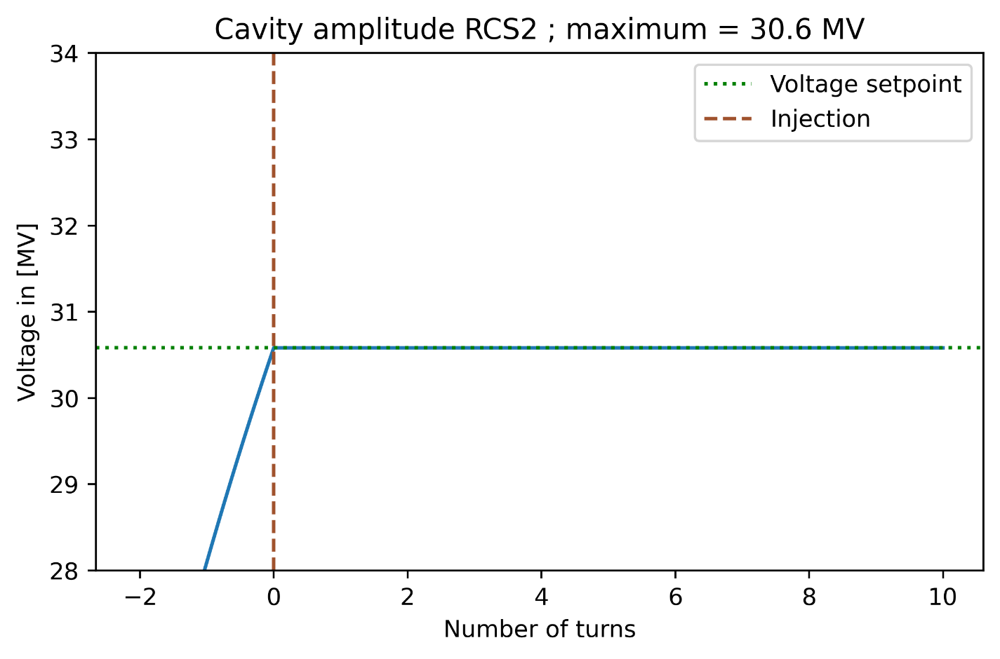 Cavity amplitude RCS2 ; maximum = 30.6 MV
Voltage setpoint
Injection
Voltage in [MV]
34
33
32
31
30
29
28
−2 0 2 4 6 8 10
Number of turns